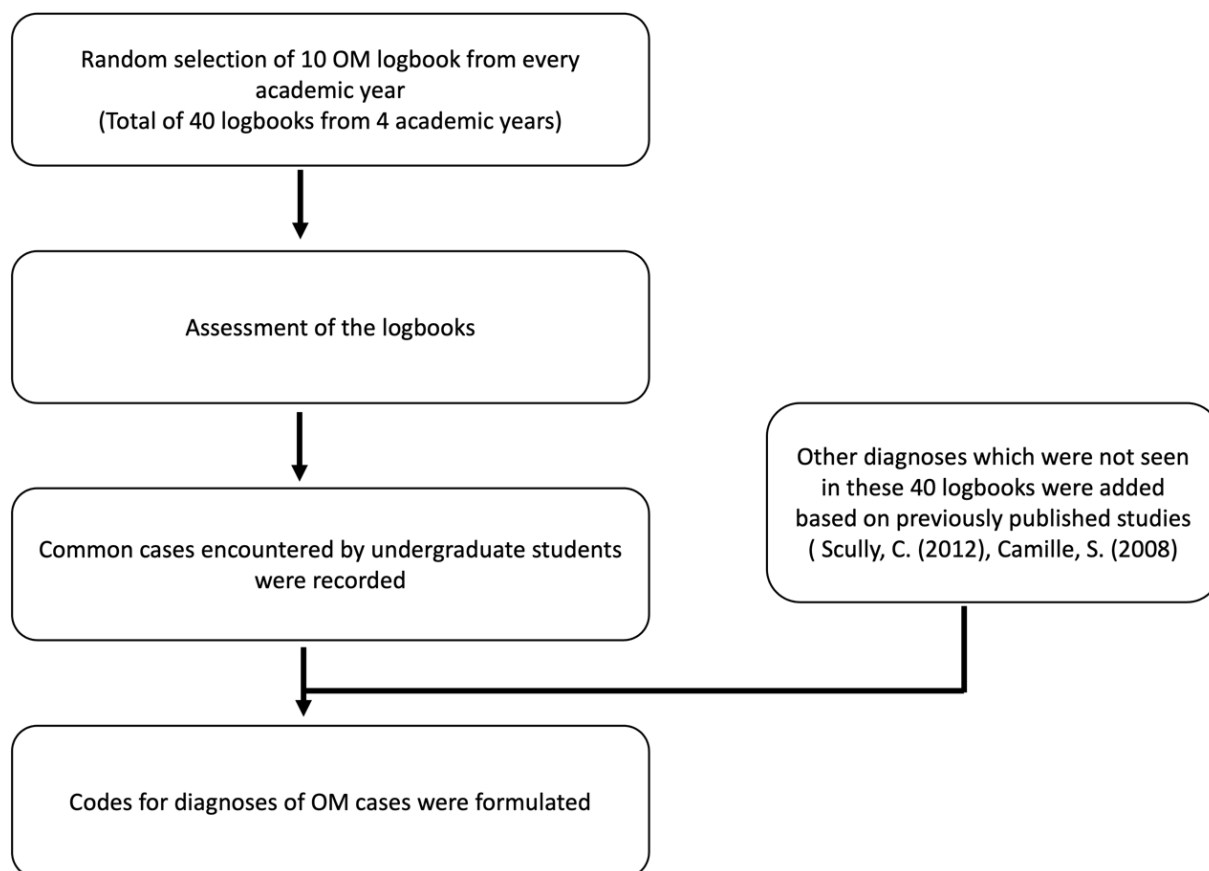 Random selection of 10 OM logbook from every
academic year
(Total of 40 logbooks from 4 academic years)
Assessment of the logbooks
Common cases encountered by undergraduate students
were recorded
Other diagnoses which were not seen
in these 40 logbooks were added
based on previously published studies
( Scully, C. (2012), Camille, S. (2008)
Codes for diagnoses of OM cases were formulated